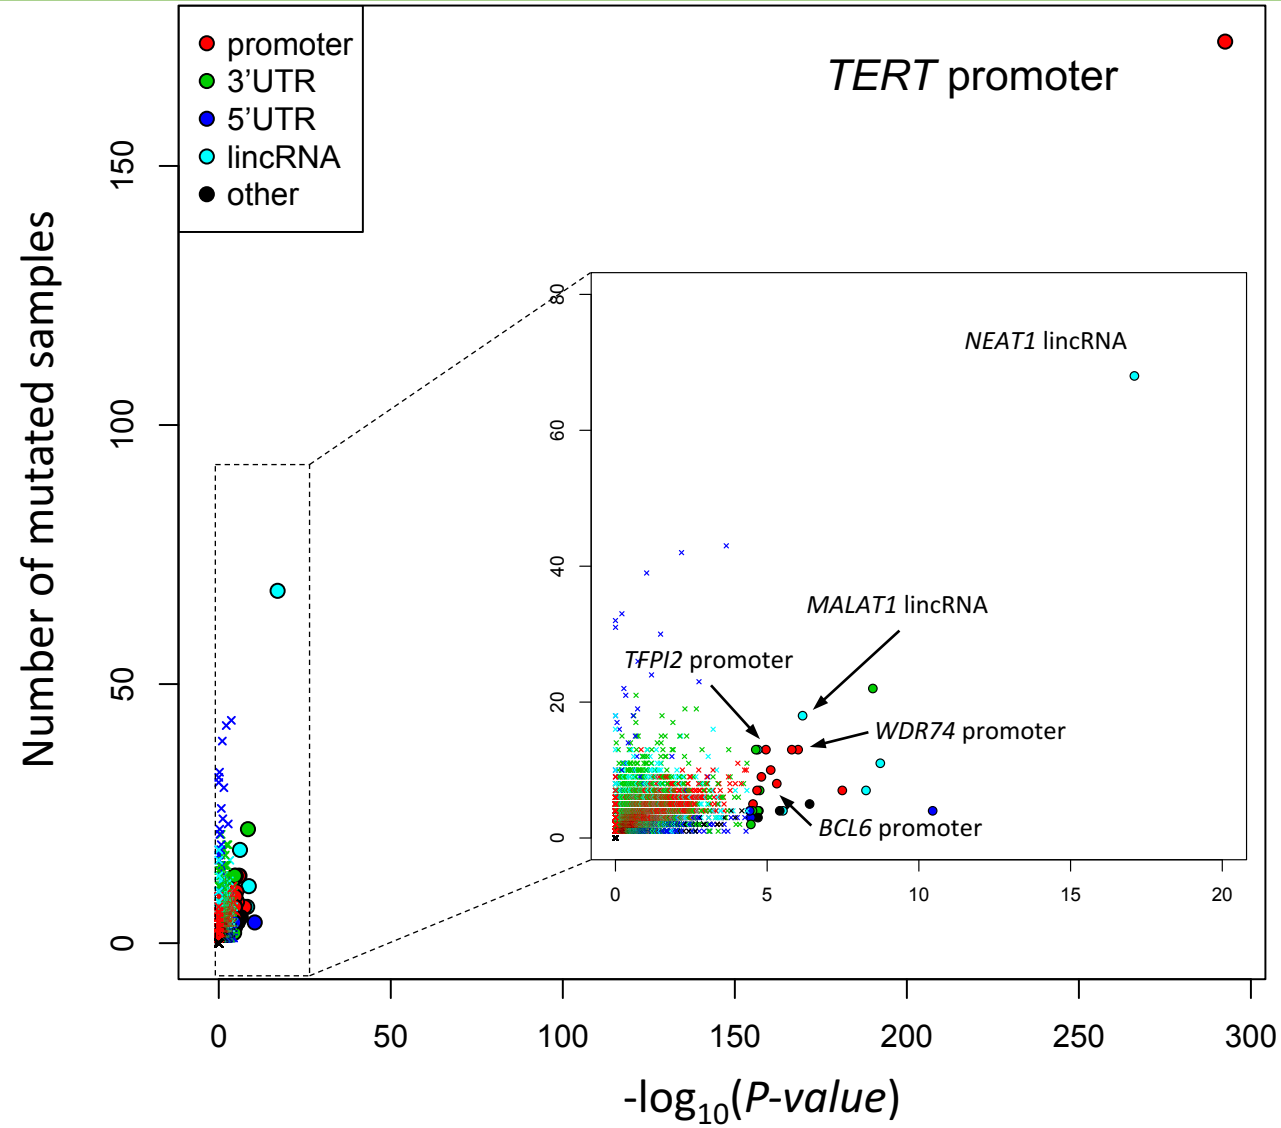 promoter
3’UTR
5’UTR
lincRNA
other
TERT promoter
Number of mutated samples
150
100
50
0
80
60
40
20
0
NEAT1 lincRNA
MALAT1 lincRNA
TFPI2 promoter
WDR74 promoter
BCL6 promoter
0 5 10 15 20
0 50 100 150 200 250 300
-log10(P-value)